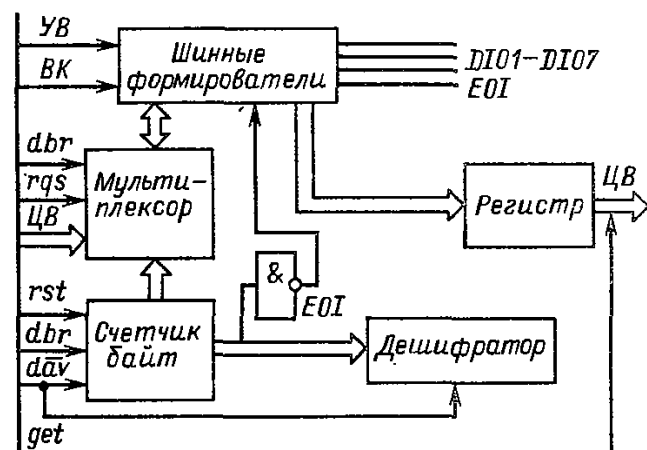 УВ
ВК
Шинные
формирователи
DIO1–DIO7
EOI
dbr
rqs
ЦВ
Мульти-
плексор
Регистр
ЦВ
&
EOI
rst
dbr
da̅v̅
Счетчик
байт
Дешифратор
get